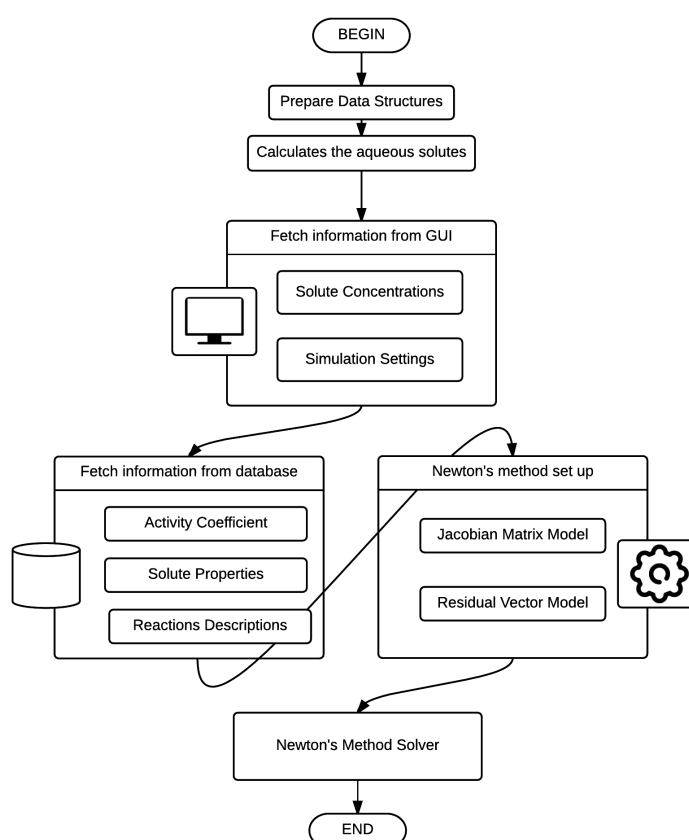 BEGIN
Prepare Data Structures
Calculates the aqueous solutes
Fetch information from GUI
Solute Concentrations
Simulation Settings
Fetch information from database
Activity Coefficient
Solute Properties
Reactions Descriptions
Newton's method set up
Jacobian Matrix Model
Residual Vector Model
Newton's Method Solver
END